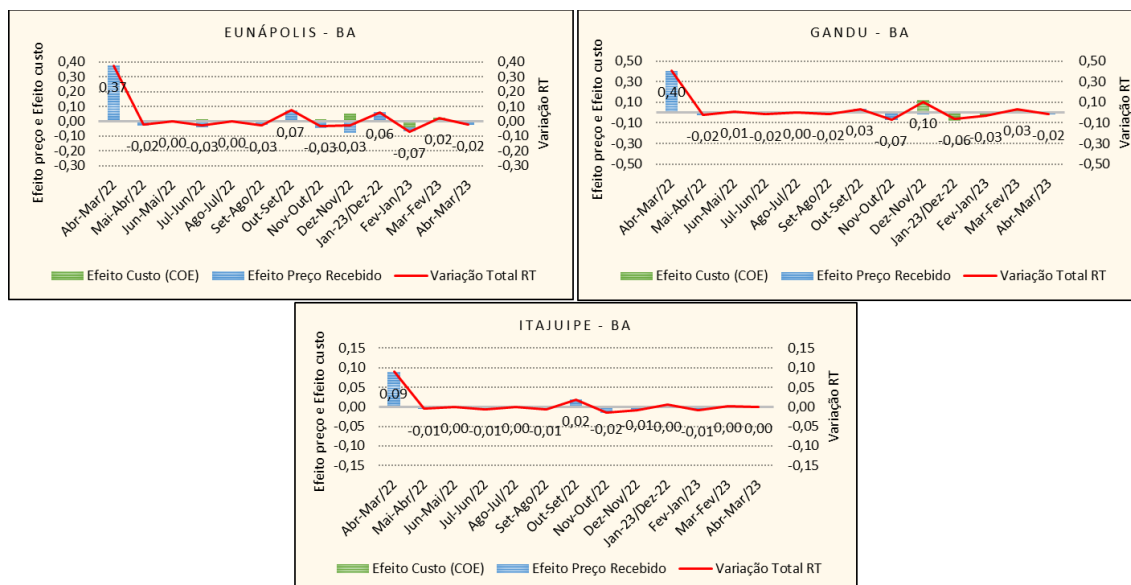 EUNÁPOLIS - BA
Efeito preço e Efeito custo
0,40
0,30
0,20
0,10
0,00
-0,10
-0,20
-0,30
0,37
-0,02
0,00
-0,03
0,00
-0,03
0,07
-0,03
-0,03
0,06
-0,07
0,02
-0,02
0,40
0,30
0,20
0,10
0,00
-0,10
-0,20
-0,30
Variação RT
Abr-Mar/22
Mai-Abr/22
Jun-Mai/22
Jul-Jun/22
Ago-Jul/22
Set-Ago/22
Out-Set/22
Nov-Out/22
Dez-Nov/22
Jan-23/Dez-22
Fev-Jan/23
Mar-Fev/23
Abr-Mar/23
Efeito Custo (COE) Efeito Preço Recebido Variação Total RT
GANDU - BA
Efeito preço e Efeito custo
0,50
0,30
0,10
-0,10
-0,30
-0,50
0,40
-0,02
0,01
-0,02
0,00
-0,02
0,03
-0,07
0,10
-0,06
-0,03
0,03
-0,02
0,50
0,30
0,10
-0,10
-0,30
-0,50
Variação RT
Abr-Mar/22
Mai-Abr/22
Jun-Mai/22
Jul-Jun/22
Ago-Jul/22
Set-Ago/22
Out-Set/22
Nov-Out/22
Dez-Nov/22
Jan-23/Dez-22
Fev-Jan/23
Mar-Fev/23
Abr-Mar/23
Efeito Custo (COE) Efeito Preço Recebido Variação Total RT
ITAJUIPE - BA
Efeito preço e Efeito custo
0,15
0,10
0,05
0,00
-0,05
-0,10
-0,15
0,09
-0,01
0,00
-0,01
0,00
-0,01
0,02
-0,02
-0,01
0,00
-0,01
0,00
0,00
0,15
0,10
0,05
0,00
-0,05
-0,10
-0,15
Variação RT
Abr-Mar/22
Mai-Abr/22
Jun-Mai/22
Jul-Jun/22
Ago-Jul/22
Set-Ago/22
Out-Set/22
Nov-Out/22
Dez-Nov/22
Jan-23/Dez-22
Fev-Jan/23
Mar-Fev/23
Abr-Mar/23
Efeito Custo (COE) Efeito Preço Recebido Variação Total RT